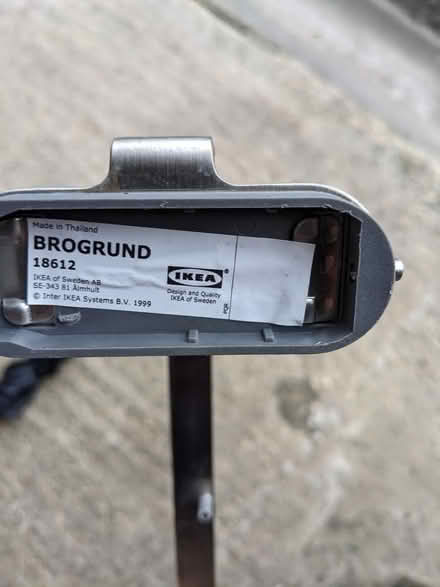 Made in Thailand
BROGRUND
18612
IKEA of Sweden AB
SE-343 81 Älmhult
© Inter IKEA Systems B.V. 1999
IKEA®
Design and Quality
IKEA of Sweden
PQR